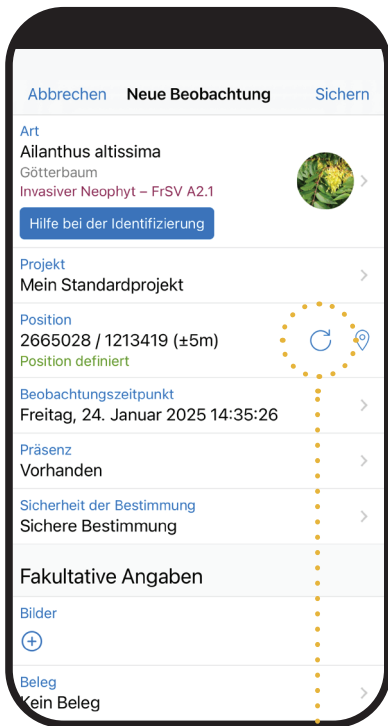 Abbrechen Neue Beobachtung Sichern
Art
Ailanthus altissima
Götterbaum
Invasiver Neophyt – FrSV A2.1
Hilfe bei der Identifizierung
Projekt
Mein Standardprojekt
Position
2665028 / 1213419 (±5m)
Position definiert
Beobachtungszeitpunkt
Freitag, 24. Januar 2025 14:35:26
Präsenz
Vorhanden
Sicherheit der Bestimmung
Sichere Bestimmung
Fakultative Angaben
Bilder
Beleg
Kein Beleg